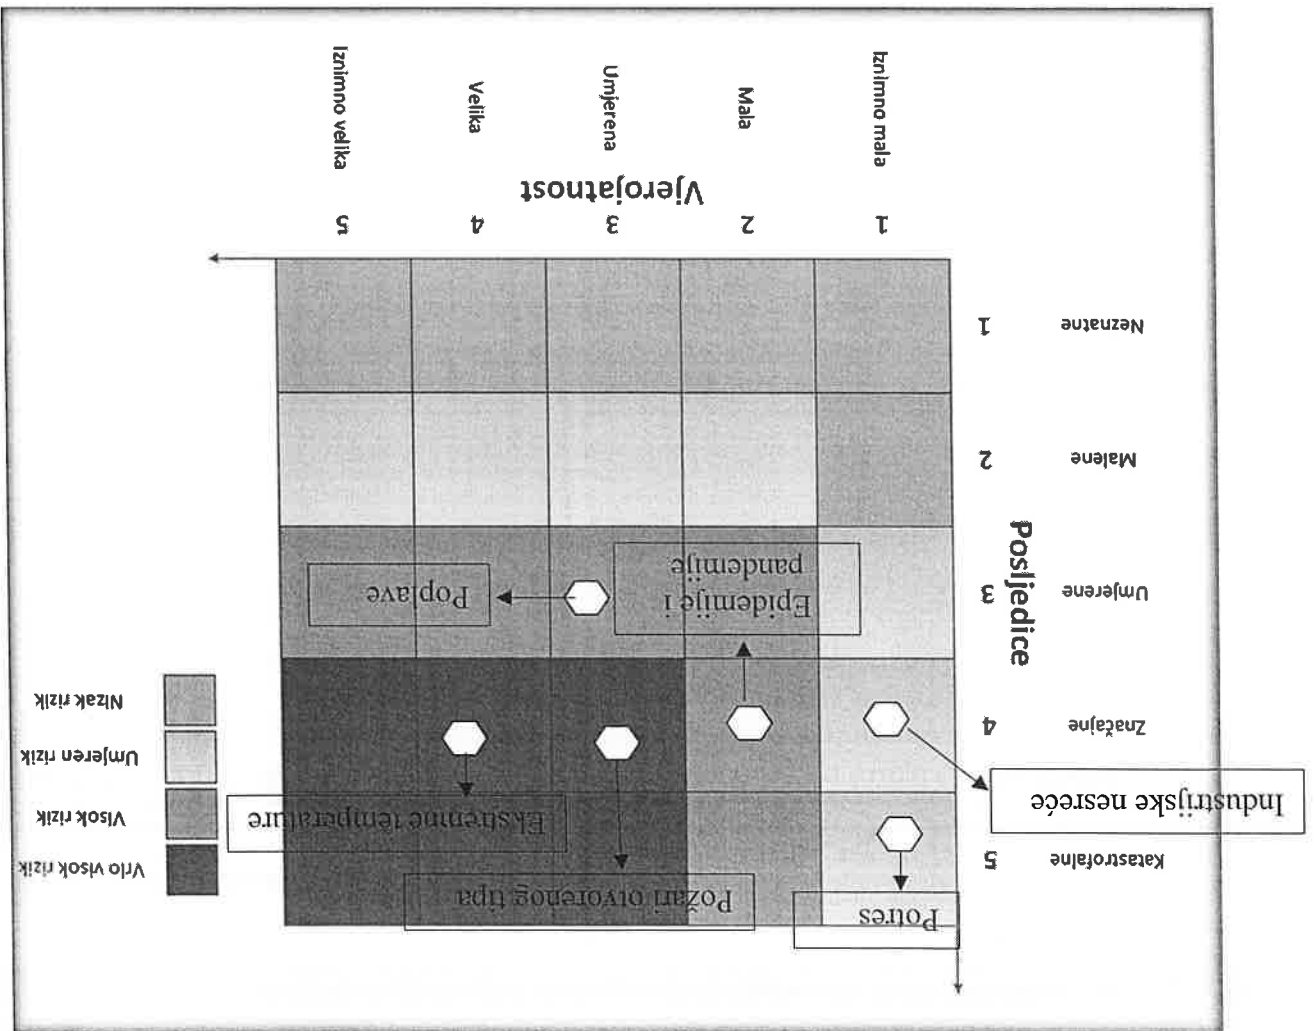 Potres
Požari otvorenog tipa
Katastrofalne 5
Ekstremne temperature
Industrijske nesreće
Značajne 4
Posljedice
Umjerene 3
Epidemije i
pandemije
Poplave
Malene 2
Neznatne 1
Vrlo visok rizik
Visok rizik
Umjeren rizik
Nizak rizik
1 2 3 4 5
Vjerojatnost
Iznimno mala
Mala
Umjerena
Velika
Iznimno velika